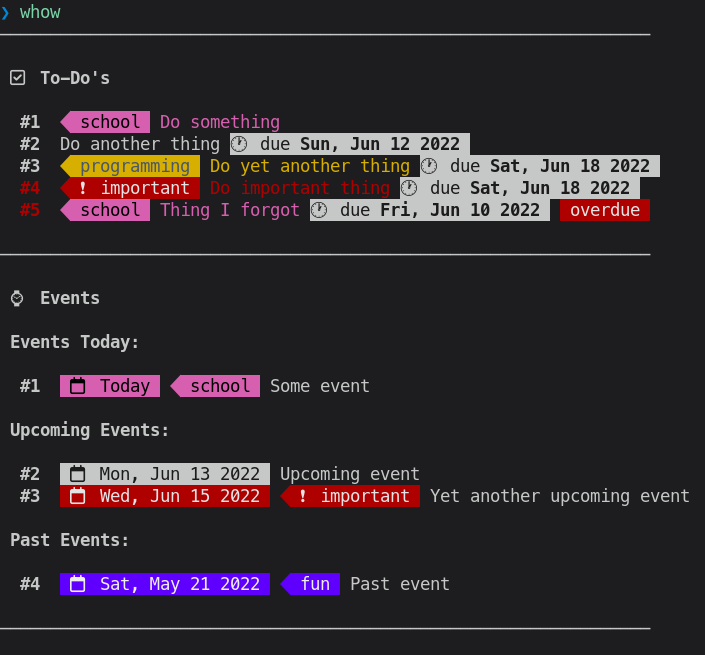 ❯ whow
To-Do's
#1 school Do something
#2 Do another thing due Sun, Jun 12 2022
#3 programming Do yet another thing due Sat, Jun 18 2022
#4 ! important Do important thing due Sat, Jun 18 2022
#5 school Thing I forgot due Fri, Jun 10 2022 overdue
Events
Events Today:
#1 Today school Some event
Upcoming Events:
#2 Mon, Jun 13 2022 Upcoming event
#3 Wed, Jun 15 2022 ! important Yet another upcoming event
Past Events:
#4 Sat, May 21 2022 fun Past event